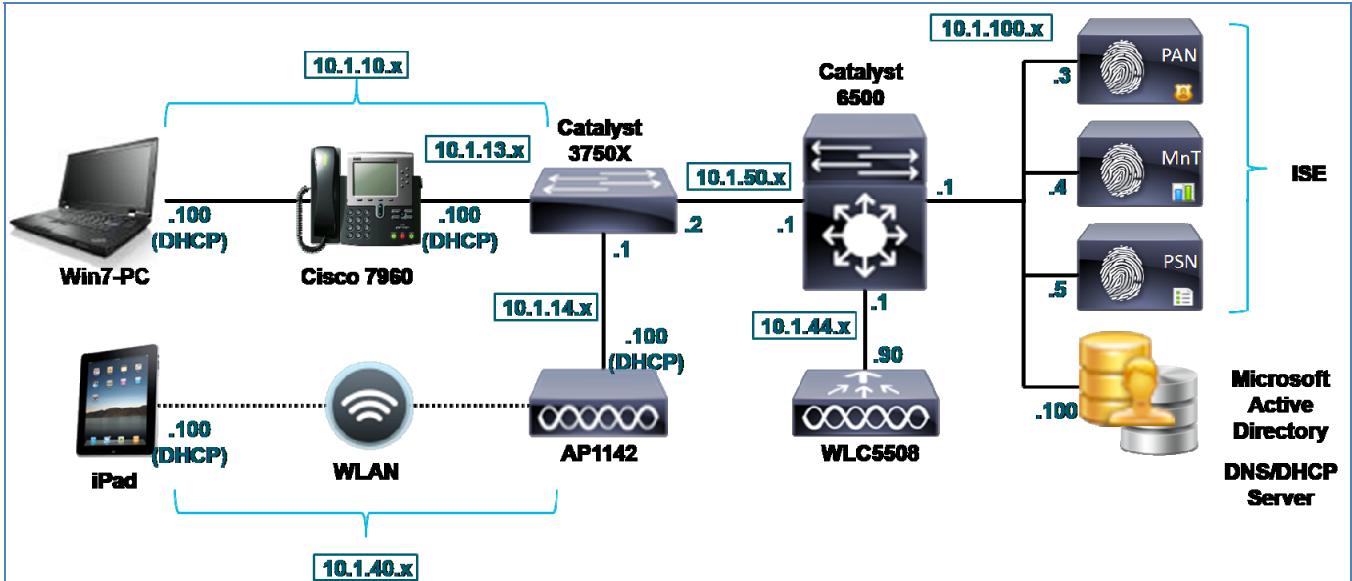 10.1.100.x
10.1.10.x
Catalyst
6500
PAN
.3
Catalyst
3750X
10.1.13.x
10.1.50.x
MnT
.4
ISE
.1
.100
(DHCP)
.100
(DHCP)
.2
.1
.1
PSN
.5
Win7-PC
Cisco 7960
10.1.14.x
.1
10.1.44.x
.100
(DHCP)
.90
.100
(DHCP)
iPad
WLAN
AP1142
WLC5508
.100
Microsoft
Active
Directory
DNS/DHCP
Server
10.1.40.x